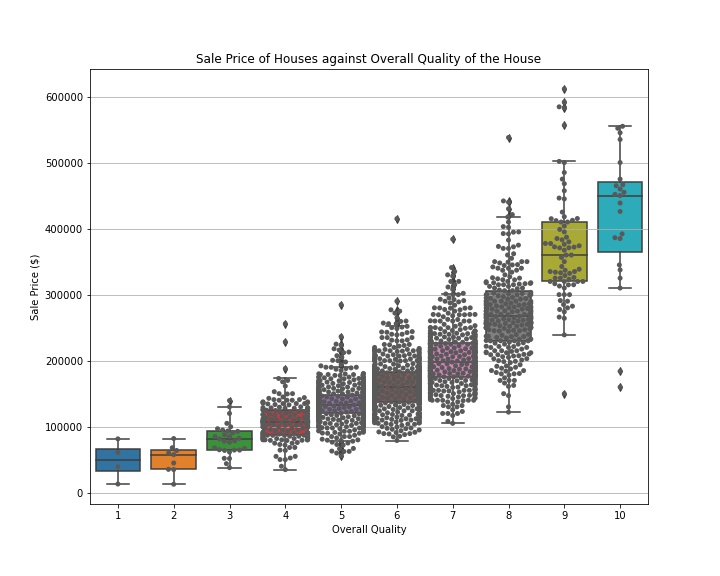 Sale Price of Houses against Overall Quality of the House
600000
500000
400000
300000
200000
100000
0
Sale Price ($)
1 2 3 4 5 6 7 8 9 10
Overall Quality